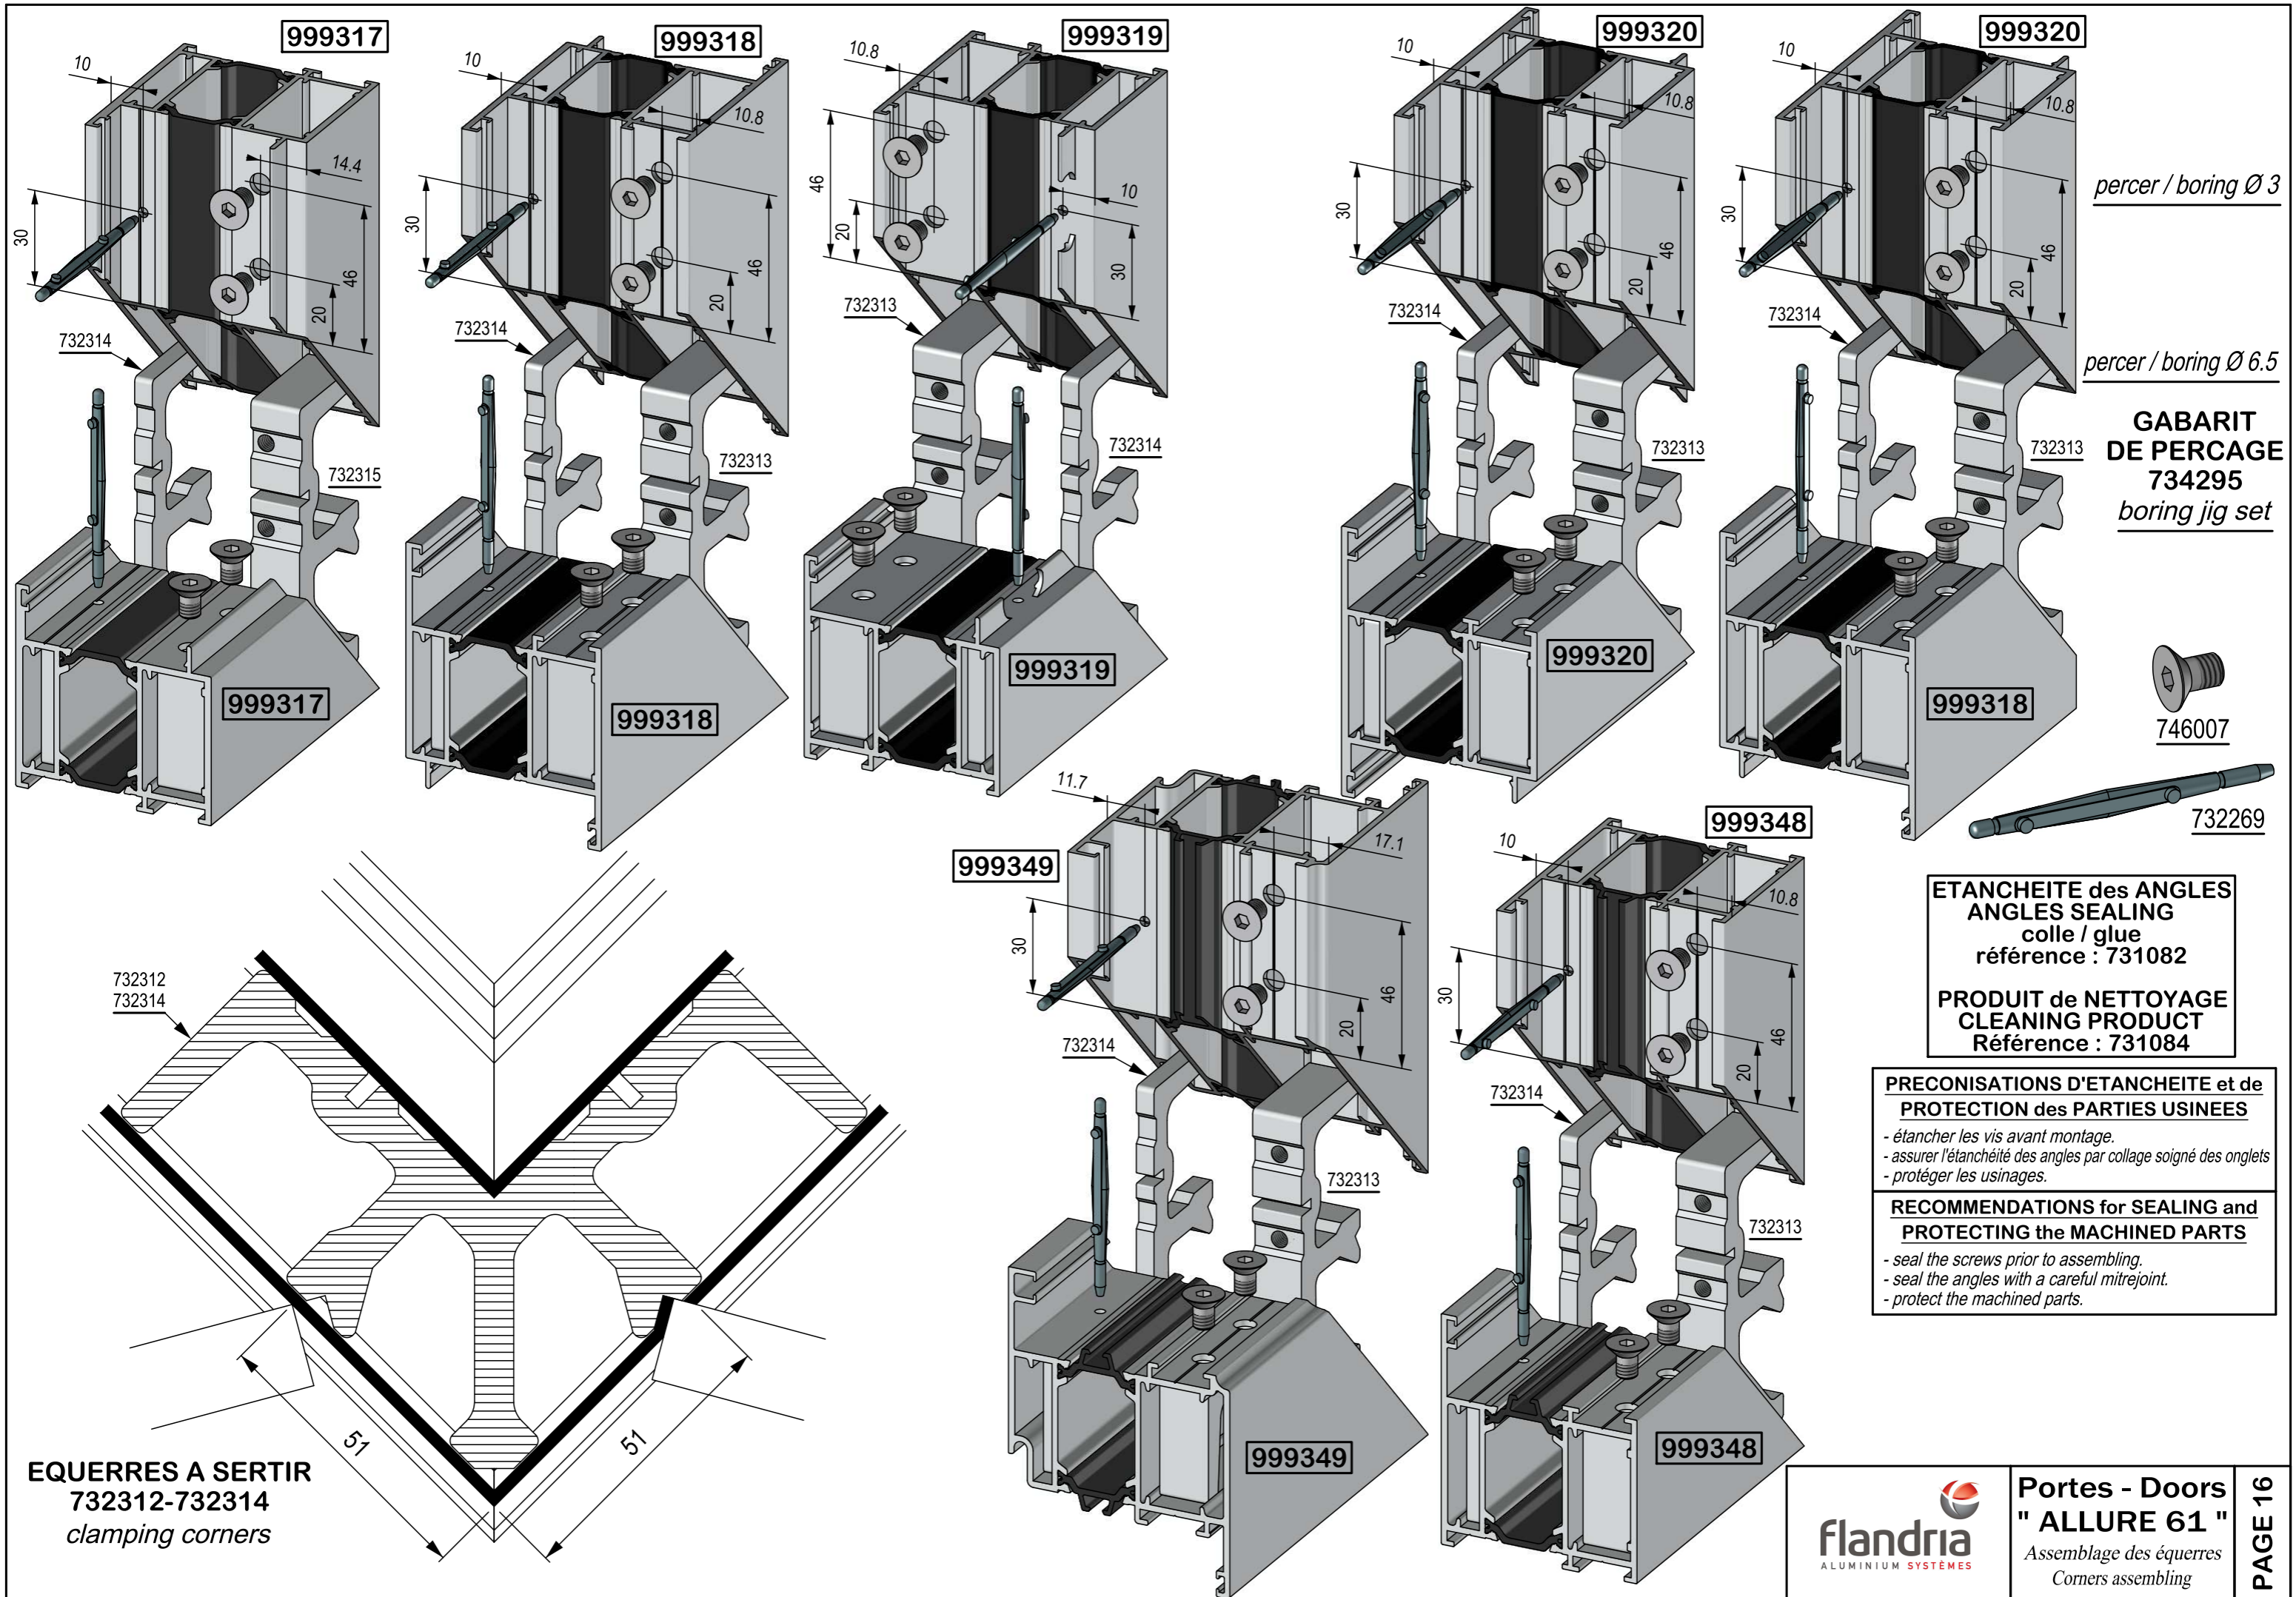 999317
10
14.4
30
46
20
732314
732315
999317
999318
10
10.8
30
46
20
732314
732313
999318
999319
10.8
46
20
10
30
732313
732314
999319
999320
10
10.8
30
46
20
732314
732313
999320
999320
10
10.8
30
46
20
732314
732313
999318
percer / boring Ø 3
percer / boring Ø 6.5
GABARIT
DE PERCAGE
734295
boring jig set
746007
732269
999349
11.7
17.1
30
46
20
732314
732313
999349
999348
10
10.8
30
46
20
732314
732313
999348
ETANCHEITE des ANGLES
ANGLES SEALING
colle / glue
référence : 731082
PRODUIT de NETTOYAGE
CLEANING PRODUCT
Référence : 731084
PRECONISATIONS D'ETANCHEITE et de
PROTECTION des PARTIES USINEES
- étancher les vis avant montage.
- assurer l'étanchéité des angles par collage soigné des onglets
- protéger les usinages.
RECOMMENDATIONS for SEALING and
PROTECTING the MACHINED PARTS
- seal the screws prior to assembling.
- seal the angles with a careful mitrejoint.
- protect the machined parts.
732312
732314
51
51
EQUERRES A SERTIR
732312-732314
clamping corners
flandria
ALUMINIUM SYSTÈMES
Portes - Doors
" ALLURE 61 "
Assemblage des équerres
Corners assembling
PAGE 16